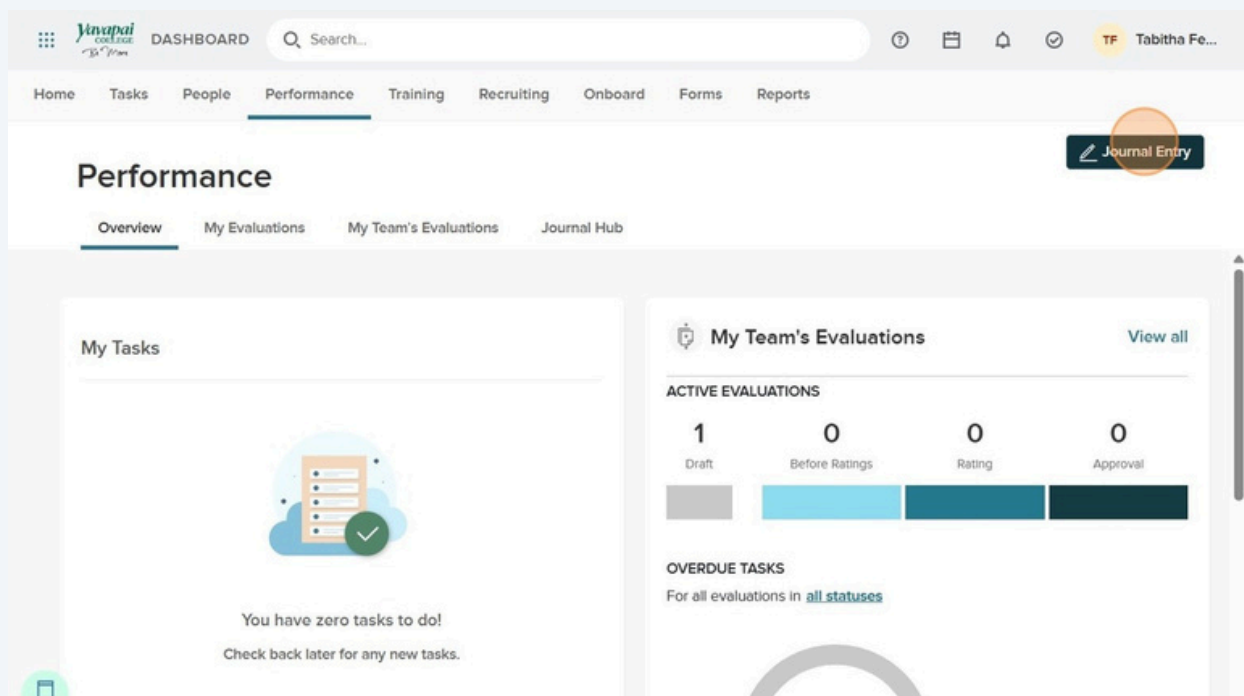 Yavapai
COLLEGE
Be More
DASHBOARD
Search...
TF
Tabitha Fe...
Home Tasks People Performance Training Recruiting Onboard Forms Reports
Journal Entry
Performance
Overview My Evaluations My Team's Evaluations Journal Hub
My Tasks
You have zero tasks to do!
Check back later for any new tasks.
My Team's Evaluations View all
ACTIVE EVALUATIONS
1 0 0 0
Draft Before Ratings Rating Approval
OVERDUE TASKS
For all evaluations in all statuses